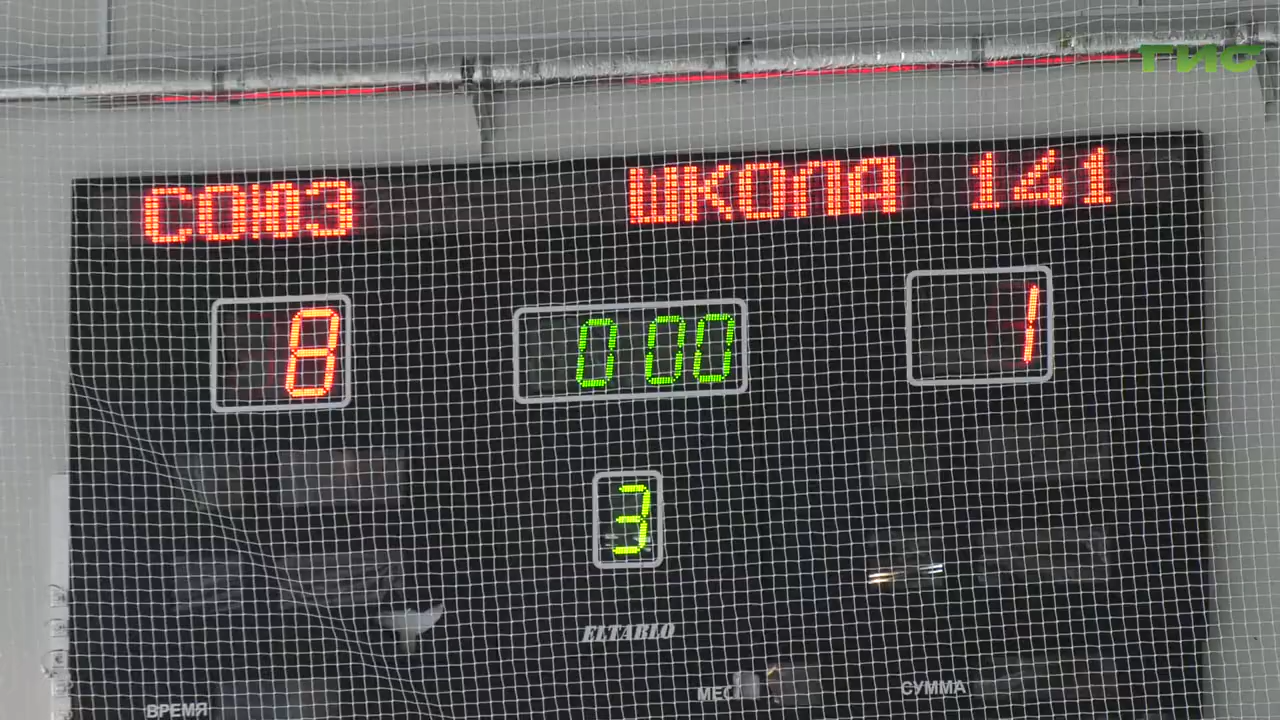 ГИС
СОЮЗ ШКОЛА 141
8 0 00 1
3
ELTABLO
ВРЕМЯ СУММА